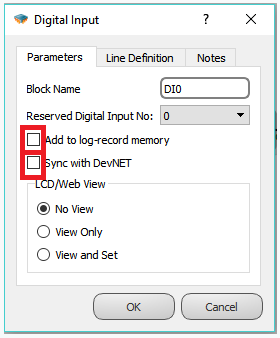 Digital Input
?
Parameters
Line Definition
Notes
Block Name
DI0
Reserved Digital Input No:
0
Add to log-record memory
Sync with DevNET
LCD/Web View
No View
View Only
View and Set
OK
Cancel